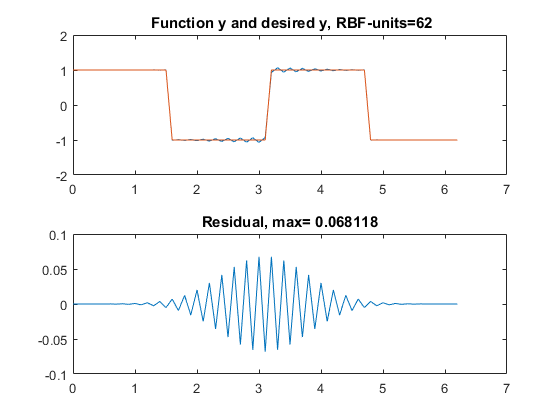 Function y and desired y, RBF-units=62
2
1
0
-1
-2
0 1 2 3 4 5 6 7
Residual, max= 0.068118
0.1
0.05
0
-0.05
-0.1
0 1 2 3 4 5 6 7